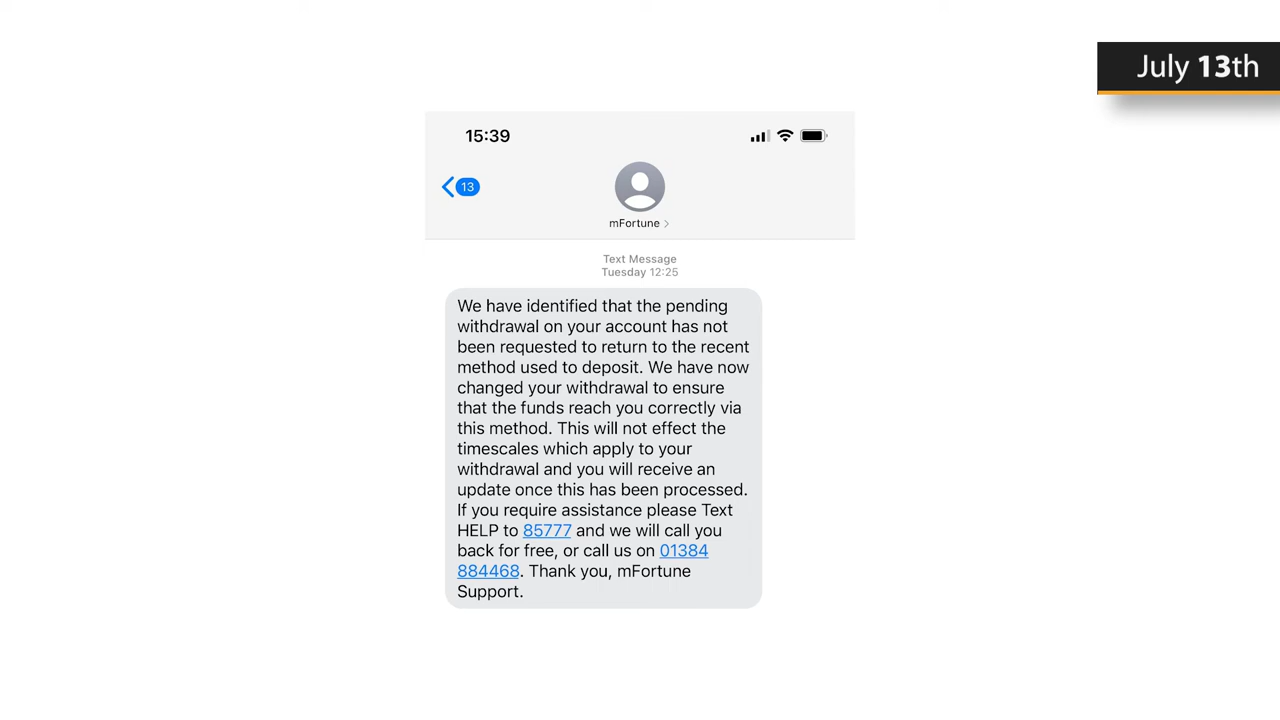 July 13th
15:39
13
mFortune
Text Message
Tuesday 12:25
We have identified that the pending
withdrawal on your account has not
been requested to return to the recent
method used to deposit. We have now
changed your withdrawal to ensure
that the funds reach you correctly via
this method. This will not effect the
timescales which apply to your
withdrawal and you will receive an
update once this has been processed.
If you require assistance please Text
HELP to 85777 and we will call you
back for free, or call us on 01384
884468. Thank you, mFortune
Support.